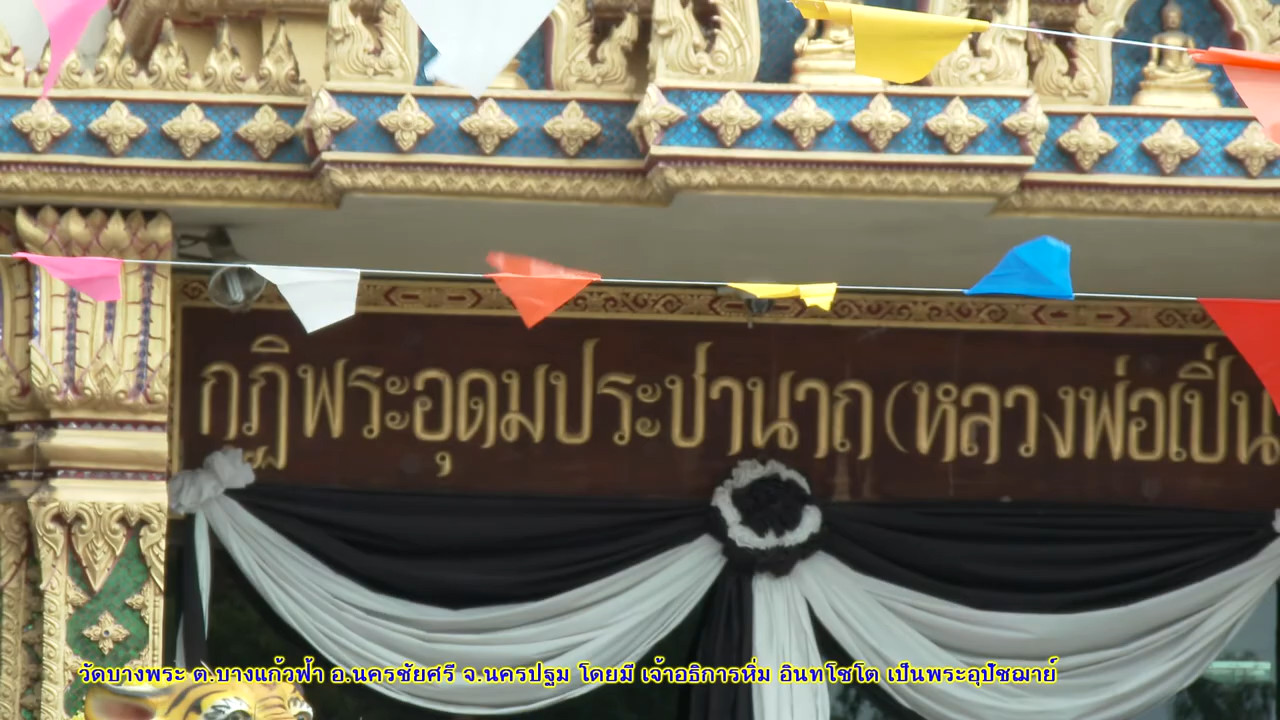 กุฏิพระอุดมประชานาถ (หลวงพ่อเปิ่น
วัดบางพระ ต.บางแก้วฟ้า อ.นครชัยศรี จ.นครปฐม โดยมี เจ้าอธิการหิ่ม อินทโชโต เป็นพระอุปัชฌาย์